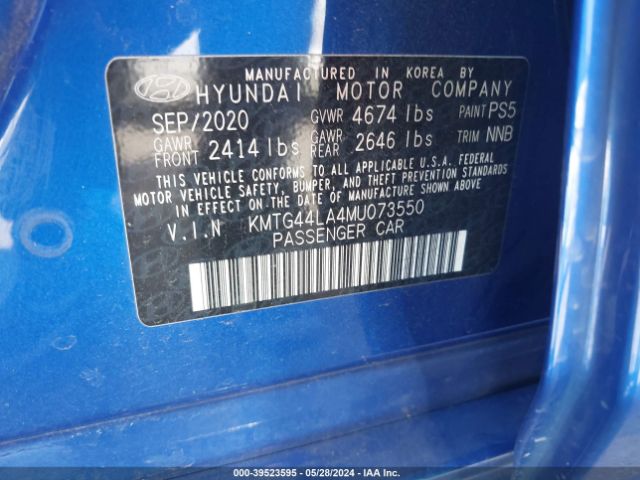 MANUFACTURED IN KOREA BY
HYUNDAI MOTOR COMPANY
SEP/2020 GVWR 4674 lbs PAINT PS5
GAWR FRONT 2414 lbs GAWR REAR 2646 lbs TRIM NNB
THIS VEHICLE CONFORMS TO ALL APPLICABLE U.S.A. FEDERAL
MOTOR VEHICLE SAFETY, BUMPER, AND THEFT PREVENTION
STANDARDS IN EFFECT ON THE DATE OF MANUFACTURE SHOWN ABOVE.
V.I.N KMTG44LA4MU073550
PASSENGER CAR
000-39523595 - 05/28/2024 - IAA Inc.